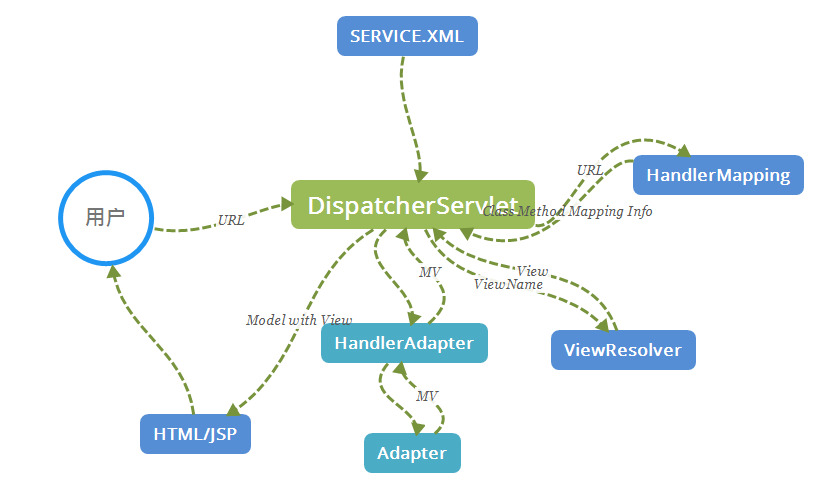 SERVICE.XML
URL
HandlerMapping
DispatcherServlet
Class Method Mapping Info
用户
URL
MV
View
ViewName
Model with View
HandlerAdapter
ViewResolver
MV
HTML/JSP
Adapter